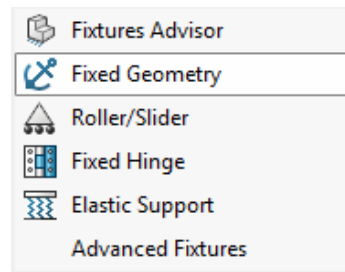 Fixtures Advisor
Fixed Geometry
Roller/Slider
Fixed Hinge
Elastic Support
Advanced Fixtures